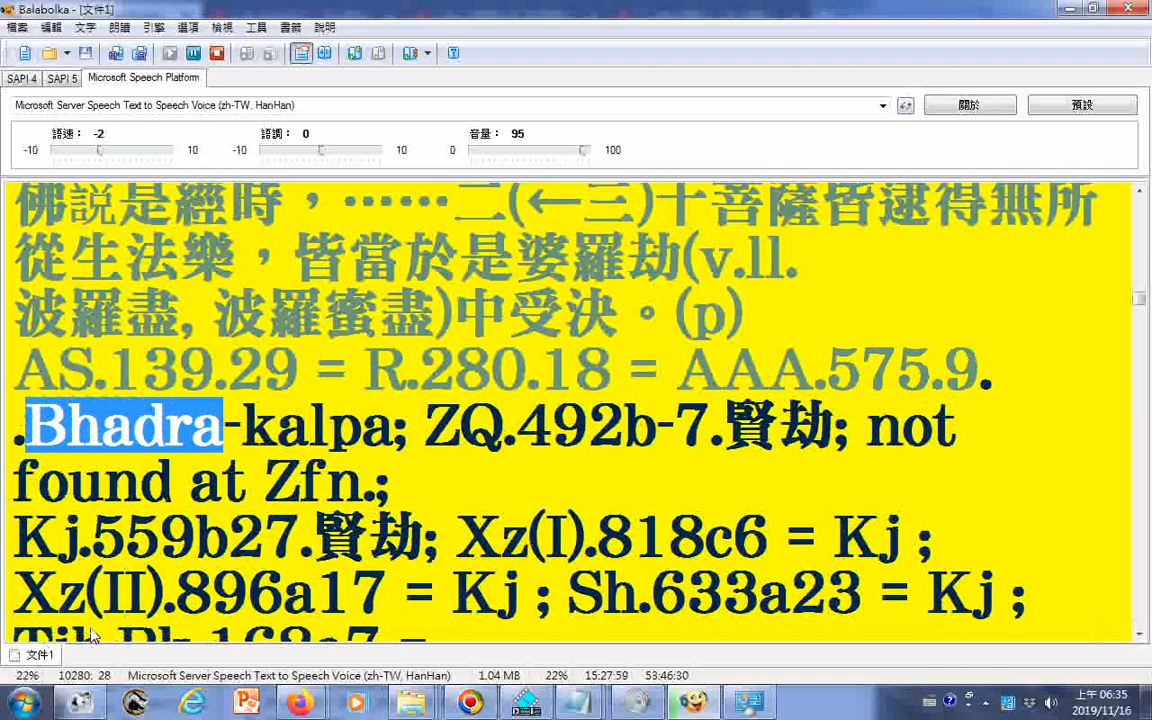 Balabolka - [文件1]
檔案 編輯 文字 朗讀 引擎 選項 檢視 工具 書籤 說明
SAPI 4 SAPI 5 Microsoft Speech Platform
Microsoft Server Speech Text to Speech Voice (zh-TW, HanHan) 關於 預設
語速： -2 語調： 0 音量： 95
-10 10 -10 10 0 100
佛説是經時，……二(←三)十菩薩皆逮得無所
從生法樂，皆當於是婆羅劫(v.ll.
波羅盡, 波羅蜜盡)中受決。(p)
AS.139.29 = R.280.18 = AAA.575.9.
.Bhadra-kalpa; ZQ.492b-7.賢劫; not
found at Zfn.;
Kj.559b27.賢劫; Xz(I).818c6 = Kj ;
Xz(II).896a17 = Kj ; Sh.633a23 = Kj ;
Tib.Pk.168a7 =
文件1
22% 10280: 28 Microsoft Server Speech Text to Speech Voice (zh-TW, HanHan) 1.04 MB 22% 15:27:59 53:46:30
上午 06:35
2019/11/16